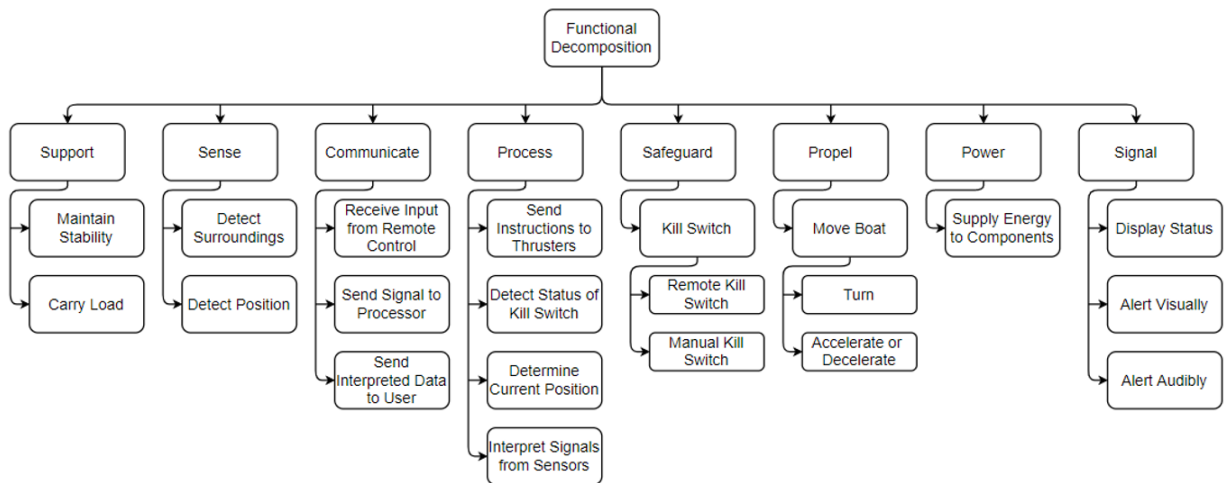 Functional
Decomposition
Support
Sense
Communicate
Process
Safeguard
Propel
Power
Signal
Maintain
Stability
Carry Load
Detect
Surroundings
Detect Position
Receive Input
from Remote
Control
Send Signal to
Processor
Send
Interpreted Data
to User
Send
Instructions to
Thrusters
Detect Status of
Kill Switch
Determine
Current Position
Interpret Signals
from Sensors
Kill Switch
Remote Kill
Switch
Manual Kill
Switch
Move Boat
Turn
Accelerate or
Decelerate
Supply Energy
to Components
Display Status
Alert Visually
Alert Audibly